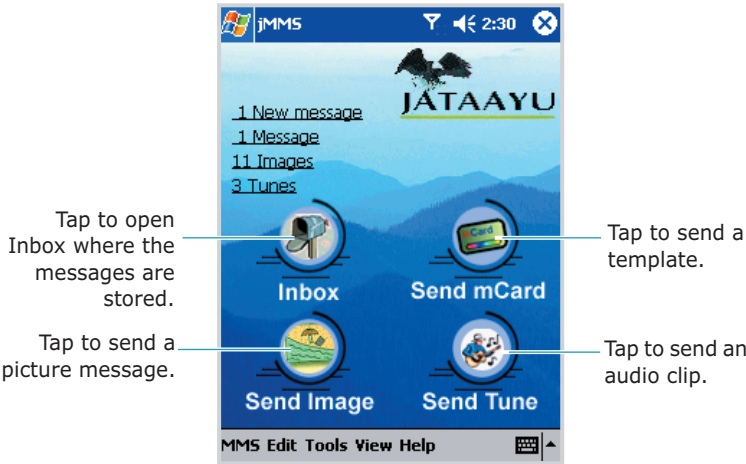 jMMS 2:30
JATAAYU
1 New message
1 Message
11 Images
3 Tunes
Tap to open
Inbox where the
messages are
stored.
mCard
Tap to send a
template.
Inbox
Send mCard
Tap to send a
picture message.
Tap to send an
audio clip.
Send Image
Send Tune
MMS Edit Tools View Help